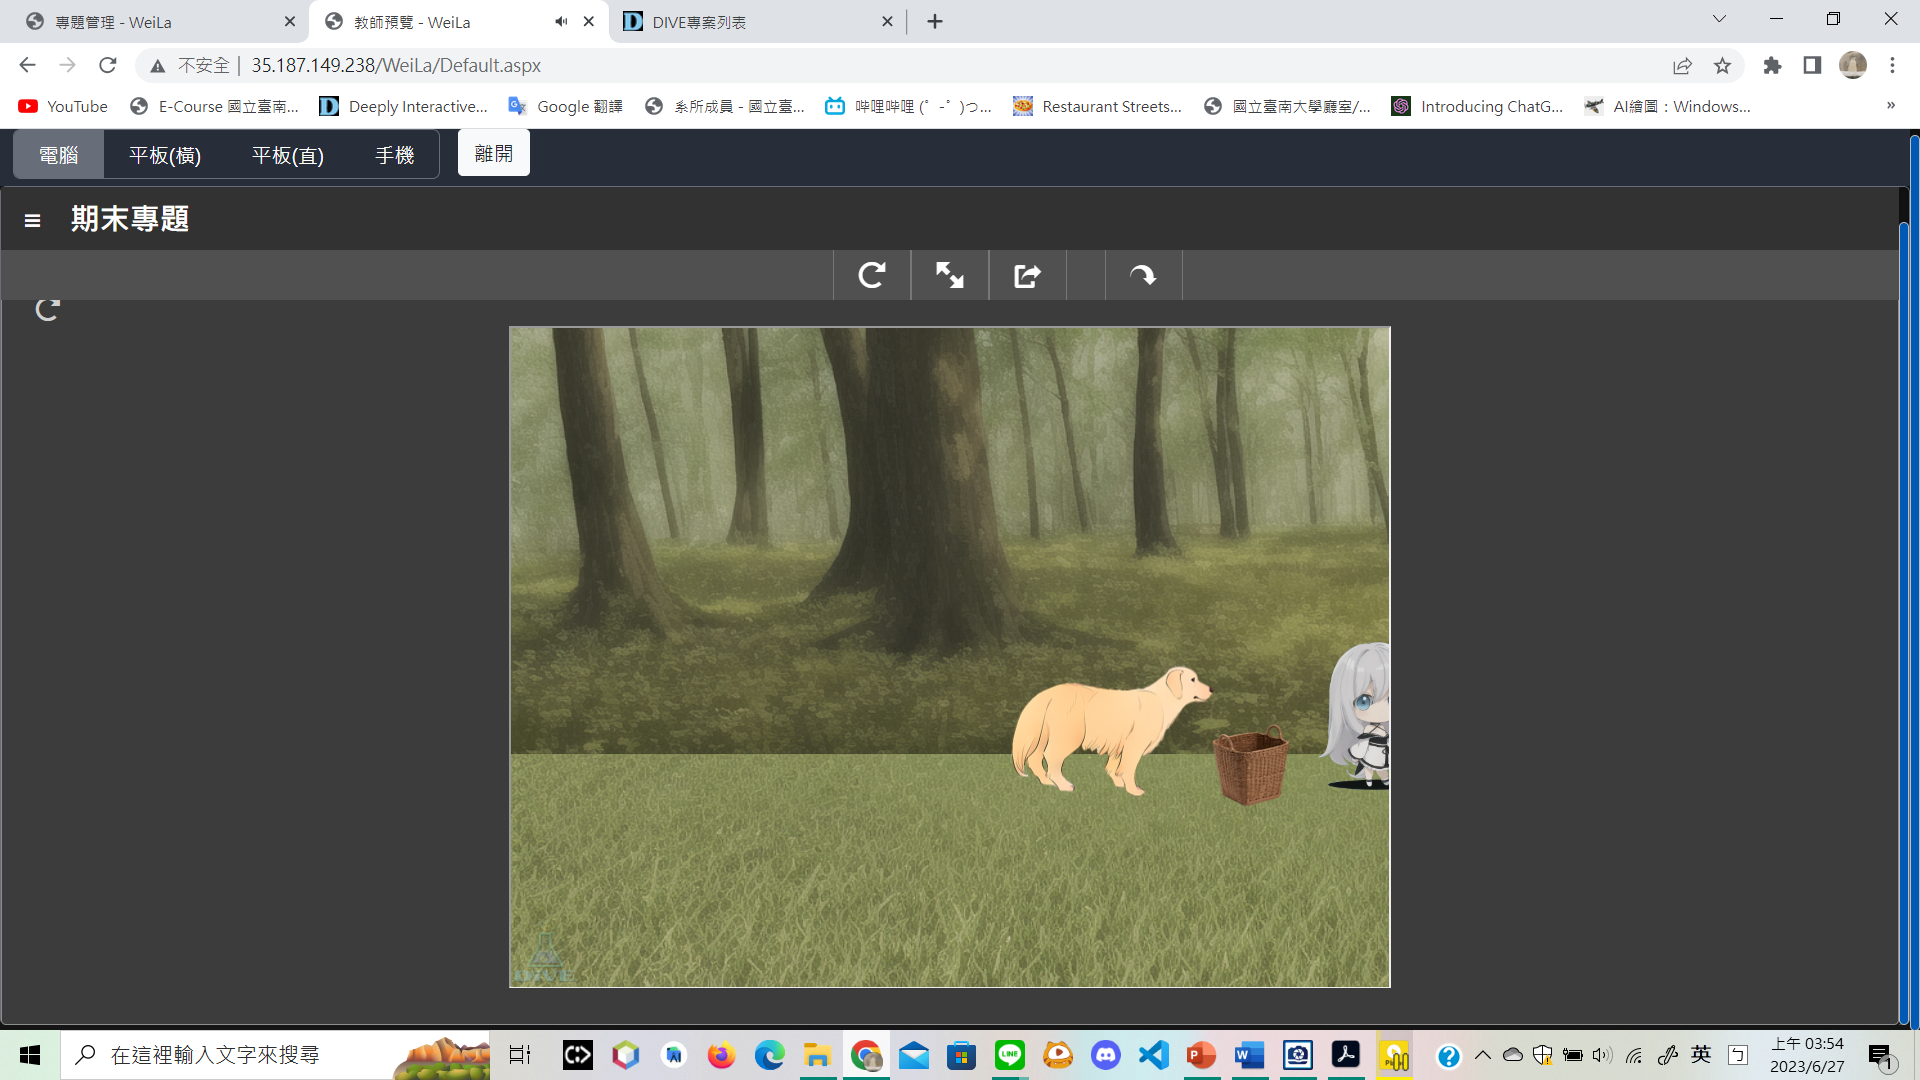 專題管理 - WeiLa
教師預覽 - WeiLa
DIVE專案列表
不安全 | 35.187.149.238/WeiLa/Default.aspx
YouTube
E-Course 國立臺南...
Deeply Interactive...
Google 翻譯
系所成員 - 國立臺...
哔哩哔哩 (゜-゜)つ...
Restaurant Streets...
國立臺南大學廳室/...
Introducing ChatG...
AI繪圖：Windows...
»
電腦
平板(橫)
平板(直)
手機
離開
期末專題
DIVE
在這裡輸入文字來搜尋
英
ㄅ
上午 03:54
2023/6/27
1